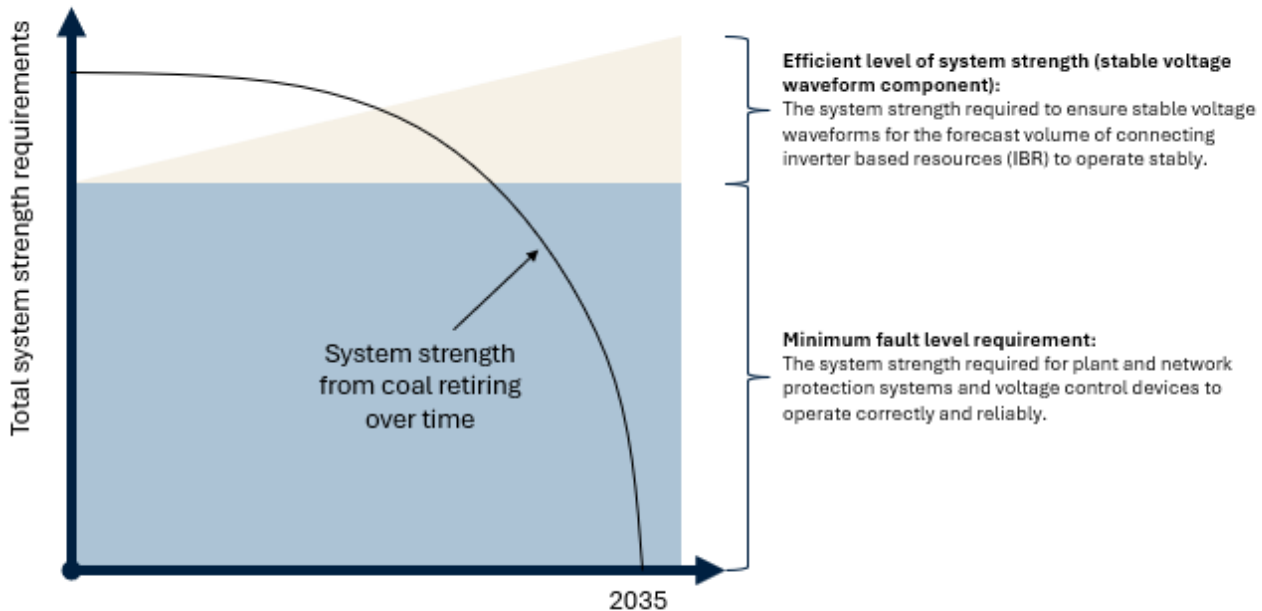 Total system strength requirements
Efficient level of system strength (stable voltage
waveform component):
The system strength required to ensure stable voltage
waveforms for the forecast volume of connecting
inverter based resources (IBR) to operate stably.
System strength
from coal retiring
over time
Minimum fault level requirement:
The system strength required for plant and network
protection systems and voltage control devices to
operate correctly and reliably.
2035